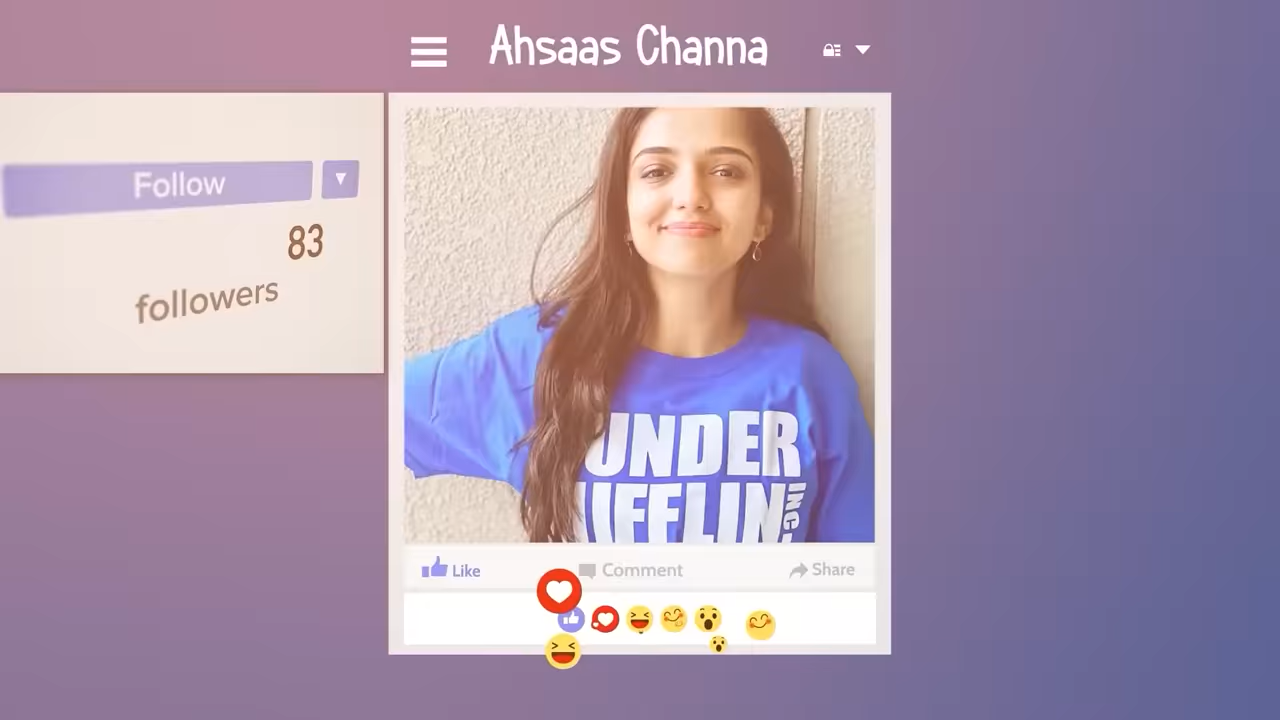 Ahsaas Channa
Follow
83
followers
UNDER
IFFLIN
INC.
Like
Comment
Share